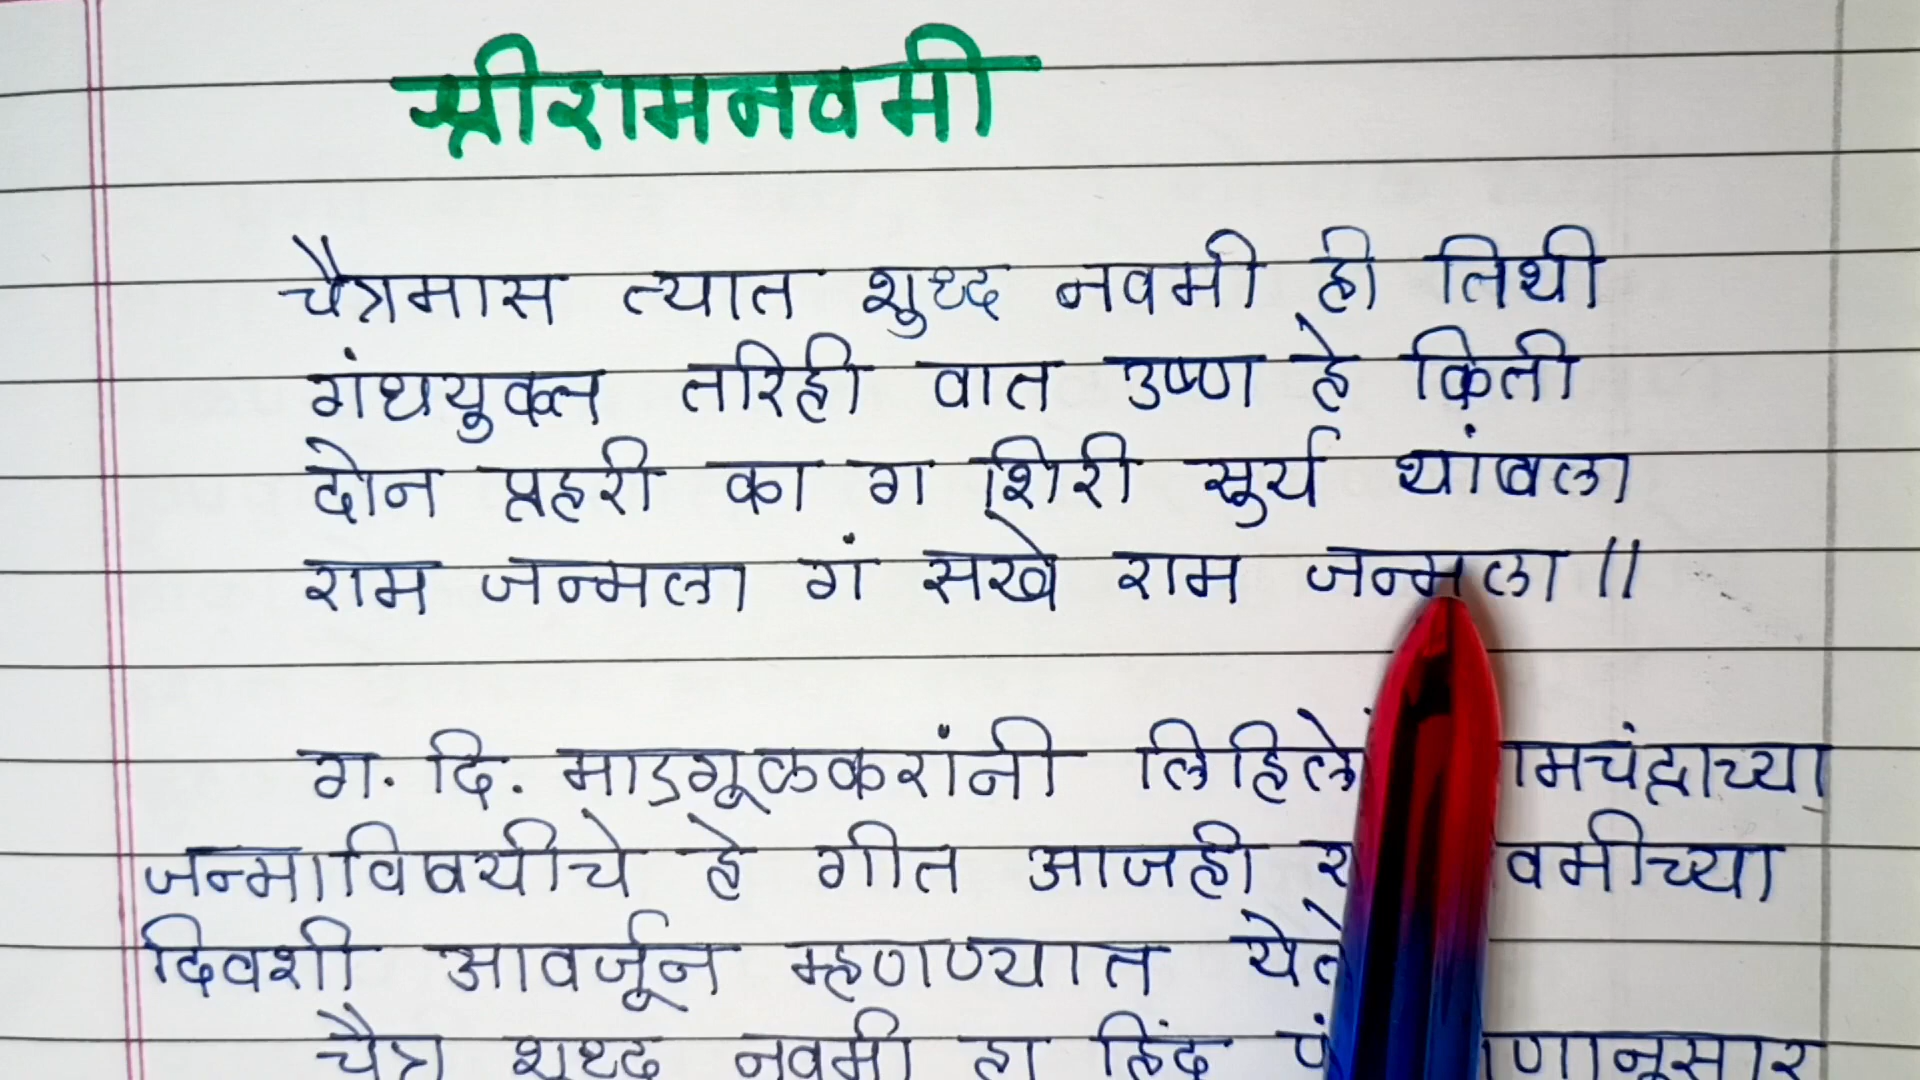 श्रीरामनवमी
चैत्रमास त्यात शुध्द नवमी ही तिथी
गंधयुक्त तरिही वात उष्ण हे किती
दोन प्रहरी का ग शिरी सूर्य थांबला
राम जन्मला गं सखे राम जन्मला ॥
ग. दि. माडगूळकरांनी लिहिले
जन्माविषयीचे हे गीत आजही
दिवशी आवर्जून म्हणण्यात येते
चैत्र शुध्द नवमी हा हिंदू